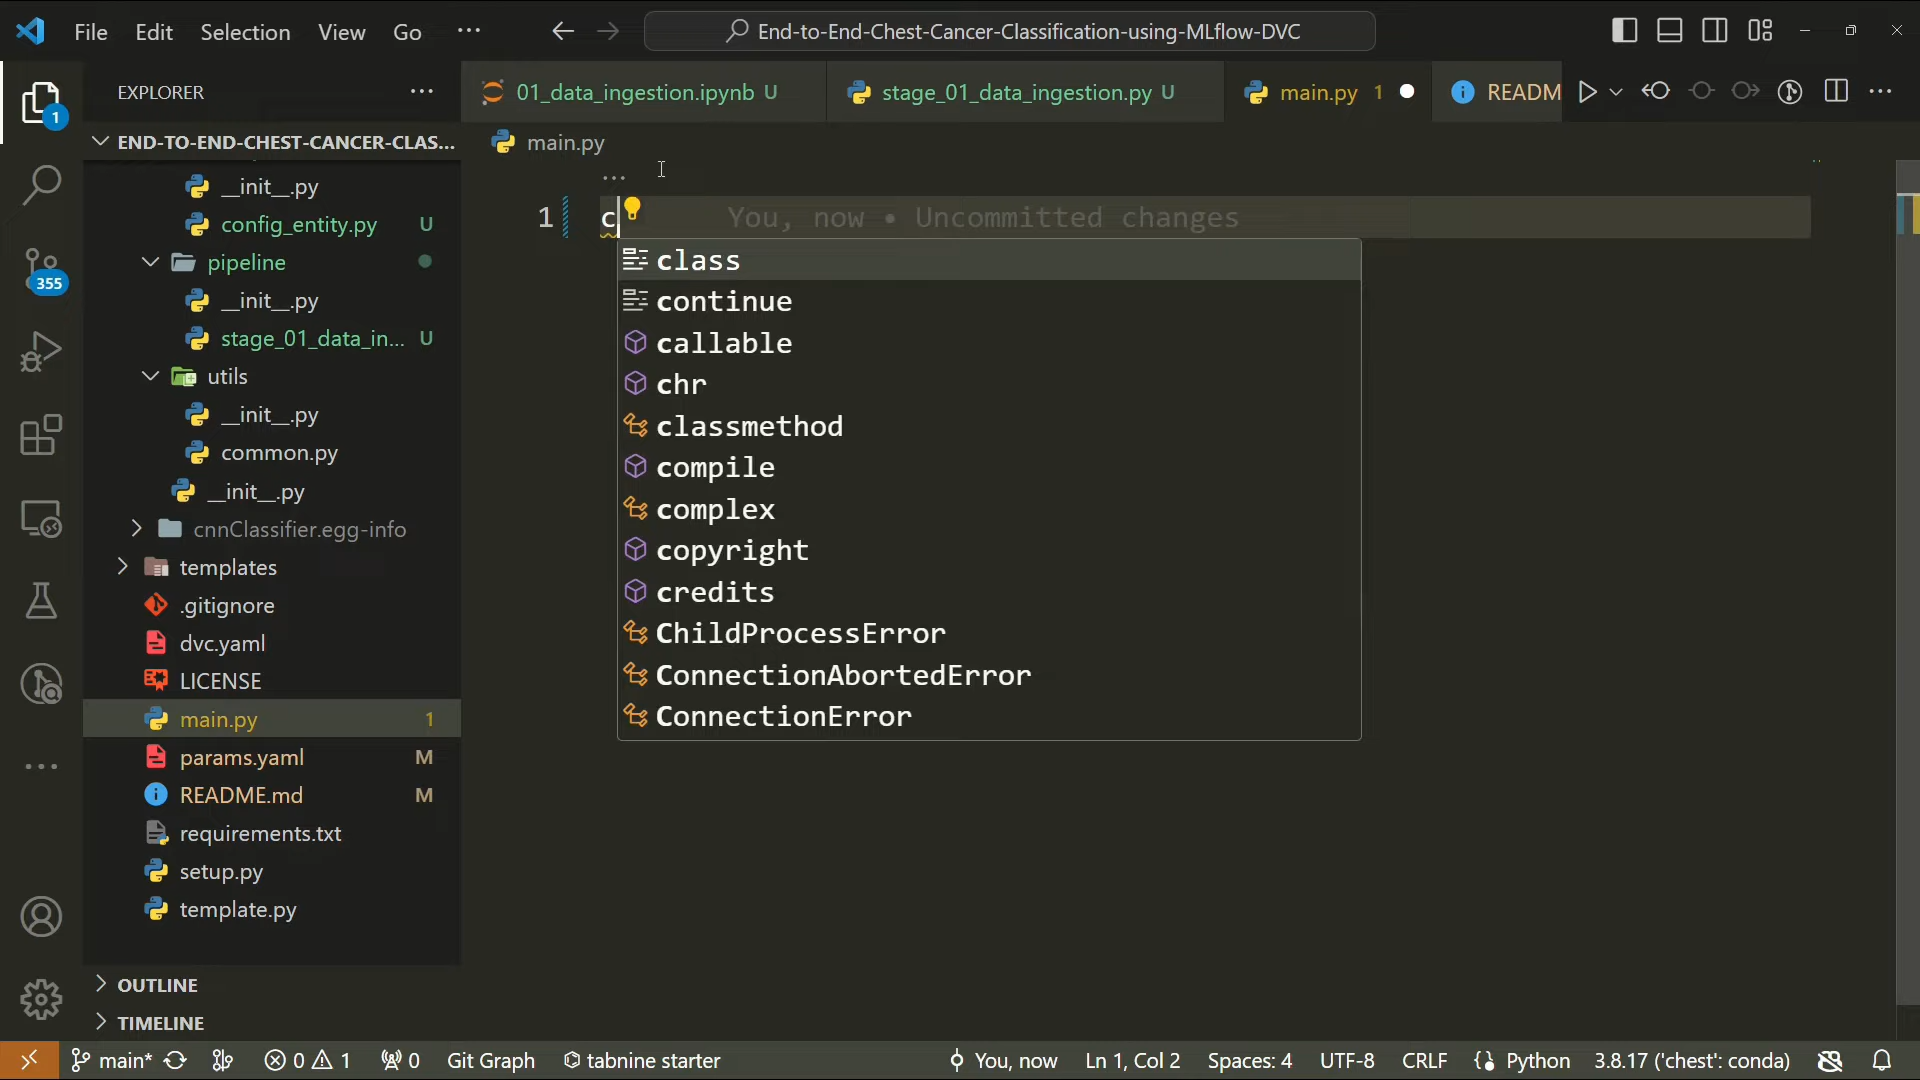 File Edit Selection View Go ...
End-to-End-Chest-Cancer-Classification-using-MLflow-DVC
EXPLORER
01_data_ingestion.ipynb U
stage_01_data_ingestion.py U
main.py 1
READM
1
END-TO-END-CHEST-CANCER-CLAS...
main.py
...
__init__.py
config_entity.py U
pipeline
__init__.py
stage_01_data_in... U
utils
__init__.py
common.py
__init__.py
cnnClassifier.egg-info
templates
.gitignore
dvc.yaml
LICENSE
main.py 1
params.yaml M
README.md M
requirements.txt
setup.py
template.py
OUTLINE
TIMELINE
355
1 c You, now • Uncommitted changes
class
continue
callable
chr
classmethod
compile
complex
copyright
credits
ChildProcessError
ConnectionAbortedError
ConnectionError
main* 0 1 0 Git Graph tabnine starter You, now Ln 1, Col 2 Spaces: 4 UTF-8 CRLF Python 3.8.17 ('chest': conda)